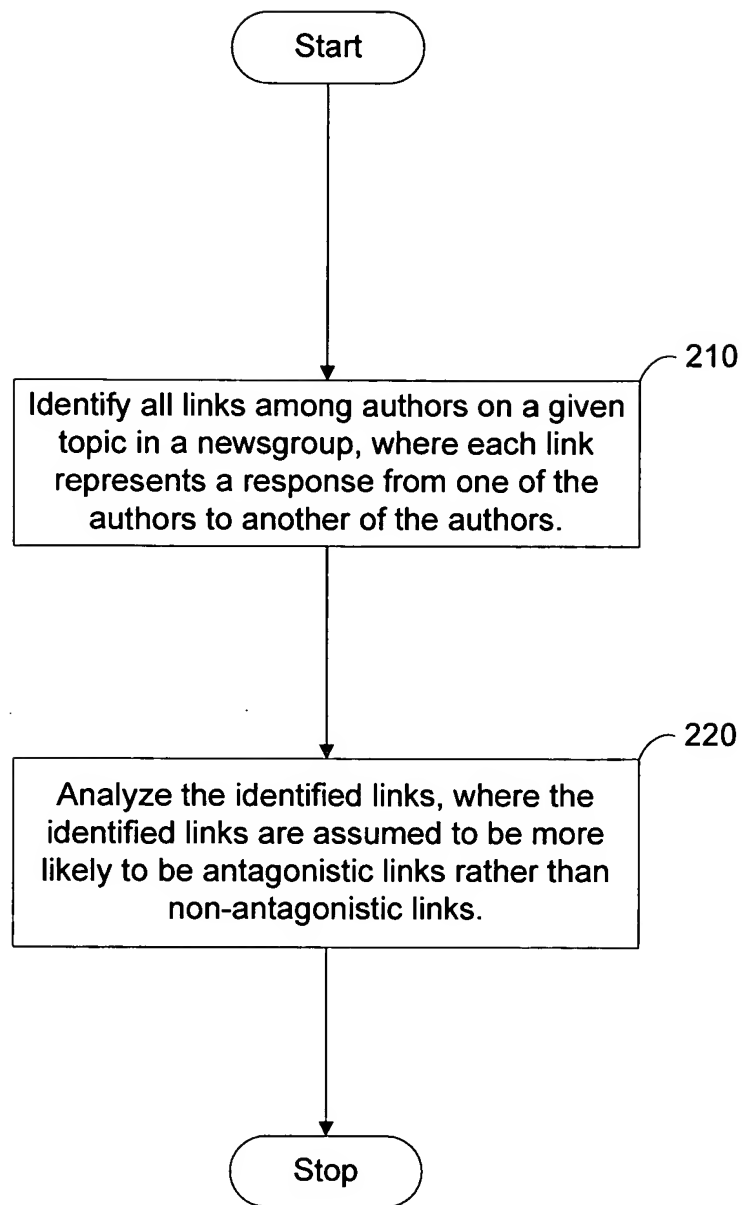 Start
210
Identify all links among authors on a given
topic in a newsgroup, where each link
represents a response from one of the
authors to another of the authors.
220
Analyze the identified links, where the
identified links are assumed to be more
likely to be antagonistic links rather than
non-antagonistic links.
Stop